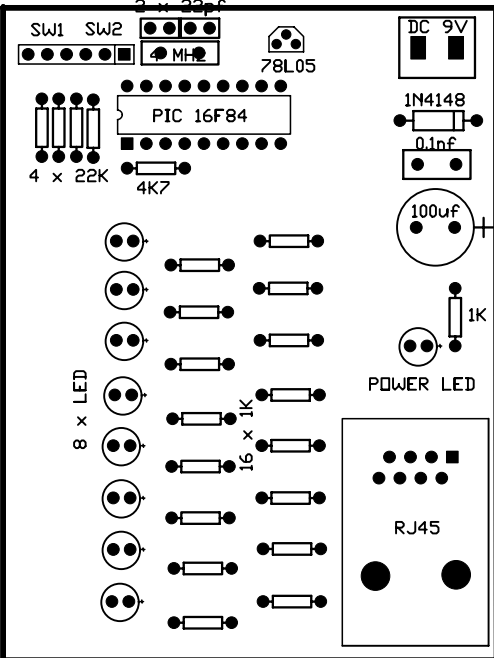 2 x 22pf
SW1 SW2
4 MHZ
78L05
DC 9V
1N4148
PIC 16F84
0.1nf
4 x 22K
4K7
100uf
+
1K
POWER LED
8 x LED
16 x 1K
RJ45